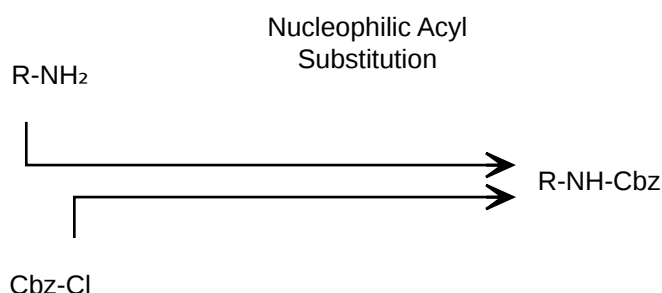 Nucleophilic Acyl
Substitution
R-NH₂
R-NH-Cbz
Cbz-Cl